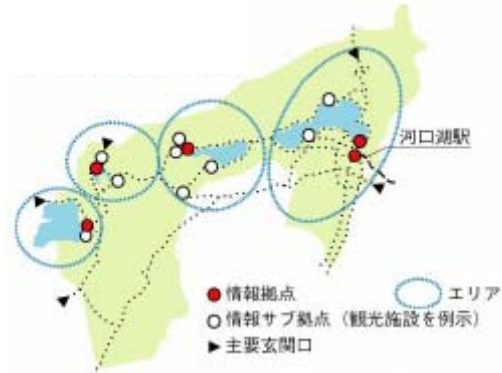 河口湖駅
情報拠点
エリア
情報サブ拠点（観光施設を例示）
主要玄関口